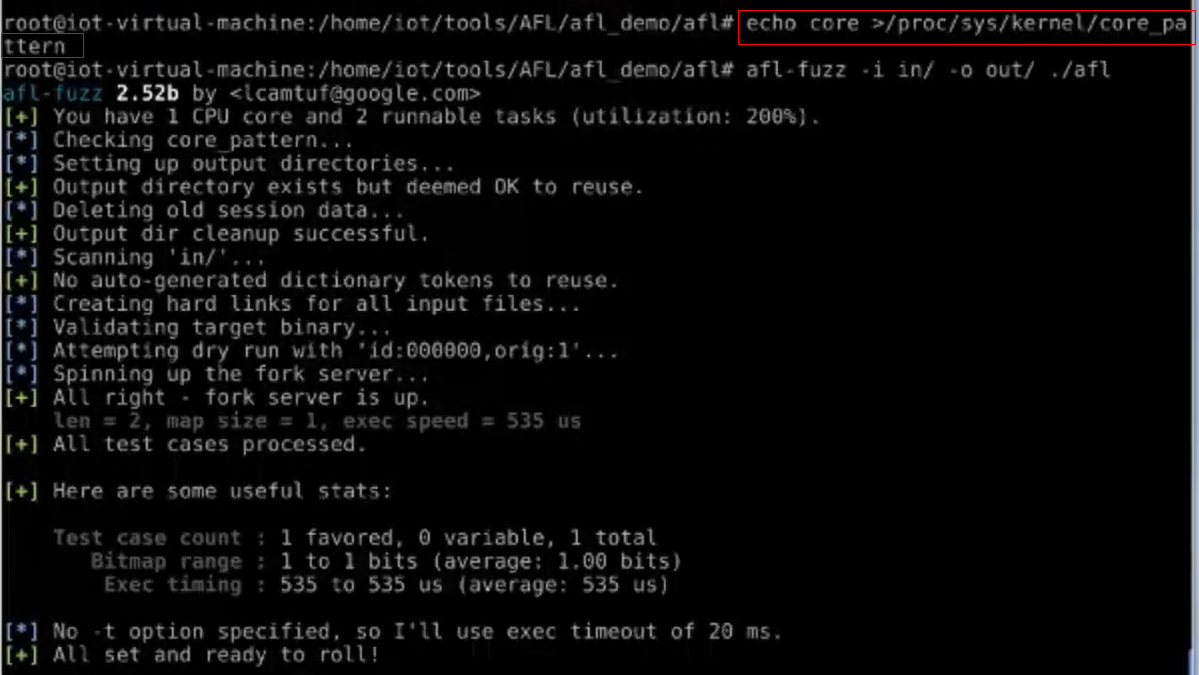 root@iot-virtual-machine:/home/iot/tools/AFL/afl_demo/afl# echo core >/proc/sys/kernel/core_pa
ttern
root@iot-virtual-machine:/home/iot/tools/AFL/afl_demo/afl# afl-fuzz -i in/ -o out/ ./afl
afl-fuzz 2.52b by <lcamtuf@google.com>
[+] You have 1 CPU core and 2 runnable tasks (utilization: 200%).
[*] Checking core_pattern...
[*] Setting up output directories...
[+] Output directory exists but deemed OK to reuse.
[*] Deleting old session data...
[+] Output dir cleanup successful.
[*] Scanning 'in/'...
[+] No auto-generated dictionary tokens to reuse.
[*] Creating hard links for all input files...
[*] Validating target binary...
[*] Attempting dry run with 'id:000000,orig:1'...
[*] Spinning up the fork server...
[+] All right - fork server is up.
len = 2, map size = 1, exec speed = 535 us
[+] All test cases processed.
[+] Here are some useful stats:
Test case count : 1 favored, 0 variable, 1 total
Bitmap range : 1 to 1 bits (average: 1.00 bits)
Exec timing : 535 to 535 us (average: 535 us)
[*] No -t option specified, so I'll use exec timeout of 20 ms.
[+] All set and ready to roll!